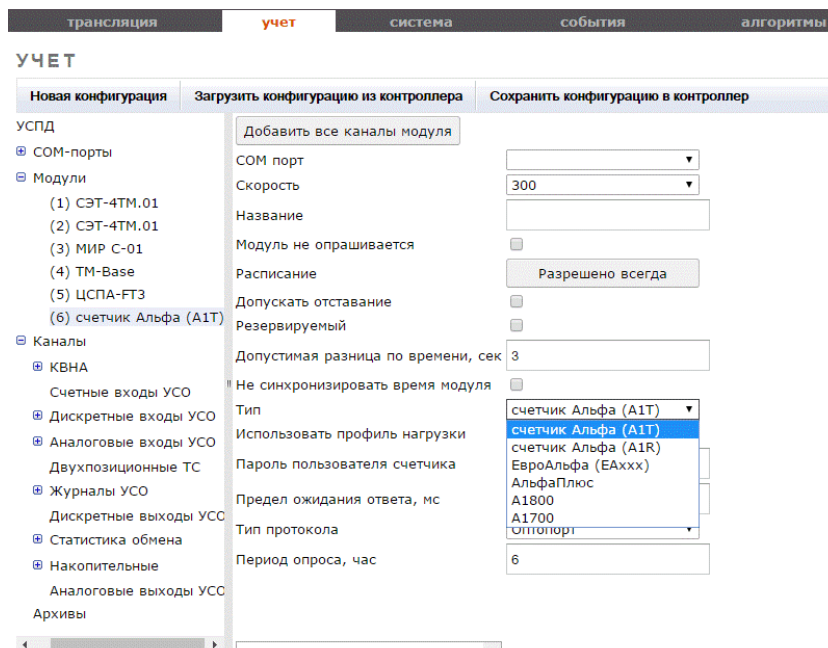 трансляция учет система события алгоритмы
УЧЕТ
Новая конфигурация Загрузить конфигурацию из контроллера Сохранить конфигурацию в контроллер
УСПД
COM-порты
Модули
(1) СЭТ-4ТМ.01
(2) СЭТ-4ТМ.01
(3) МИР С-01
(4) TM-Base
(5) ЦСПА-FT3
(6) счетчик Альфа (A1T)
Каналы
КВНА
Счетные входы УСО
Дискретные входы УСО
Аналоговые входы УСО
Двухпозиционные ТС
Журналы УСО
Дискретные выходы УСО
Статистика обмена
Накопительные
Аналоговые выходы УСО
Архивы
Добавить все каналы модуля
COM порт
Скорость 300
Название
Модуль не опрашивается
Расписание Разрешено всегда
Допускать отставание
Резервируемый
Допустимая разница по времени, сек 3
Не синхронизировать время модуля
Тип счетчик Альфа (A1T)
счетчик Альфа (A1T)
счетчик Альфа (A1R)
ЕвроАльфа (EAxxx)
АльфаПлюс
A1800
A1700
Использовать профиль нагрузки
Пароль пользователя счетчика
Предел ожидания ответа, мс
Тип протокола Оптопорт
Период опроса, час 6